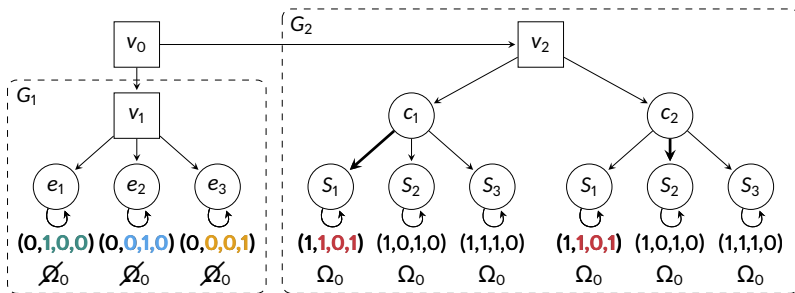 v₀ G₂ v₂
G₁ v₁ c₁ c₂
e₁ e₂ e₃ S₁ S₂ S₃ S₁ S₂ S₃
(0,1,0,0) (0,0,1,0) (0,0,0,1) (1,1,0,1) (1,0,1,0) (1,1,1,0) (1,1,0,1) (1,0,1,0) (1,1,1,0)
Ω̸₀ Ω̸₀ Ω̸₀ Ω₀ Ω₀ Ω₀ Ω₀ Ω₀ Ω₀